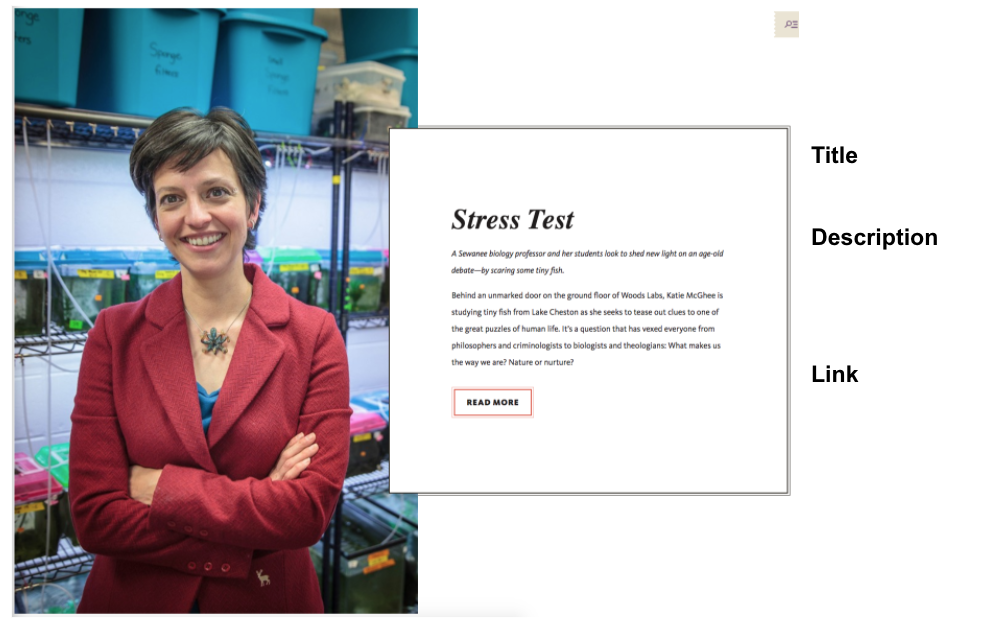 Sponge
Title
Stress Test
Description
A Sewanee biology professor and her students look to shed new light on an age-old
debate—by scaring some tiny fish.
Behind an unmarked door on the ground floor of Woods Labs, Katie McGhee is
studying tiny fish from Lake Cheston as she seeks to tease out clues to one of
the great puzzles of human life. It's a question that has vexed everyone from
philosophers and criminologists to biologists and theologians: What makes us
the way we are? Nature or nurture?
Link
READ MORE